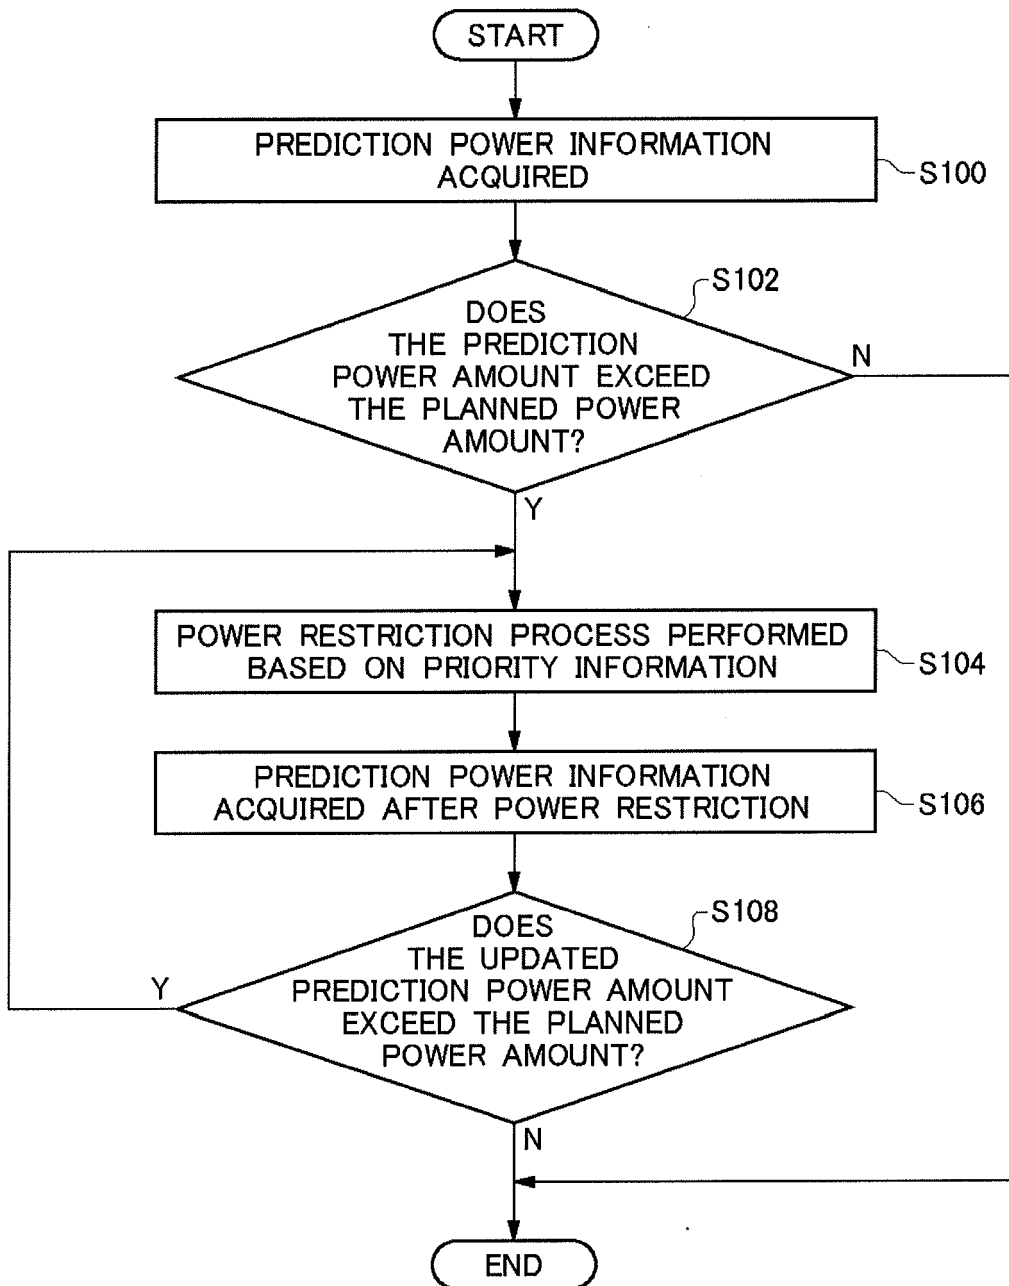 START
PREDICTION POWER INFORMATION
ACQUIRED
S100
S102
DOES
THE PREDICTION
POWER AMOUNT EXCEED
THE PLANNED POWER
AMOUNT?
N
Y
POWER RESTRICTION PROCESS PERFORMED
BASED ON PRIORITY INFORMATION
S104
PREDICTION POWER INFORMATION
ACQUIRED AFTER POWER RESTRICTION
S106
S108
DOES
THE UPDATED
PREDICTION POWER AMOUNT
EXCEED THE PLANNED
POWER AMOUNT?
Y
N
END